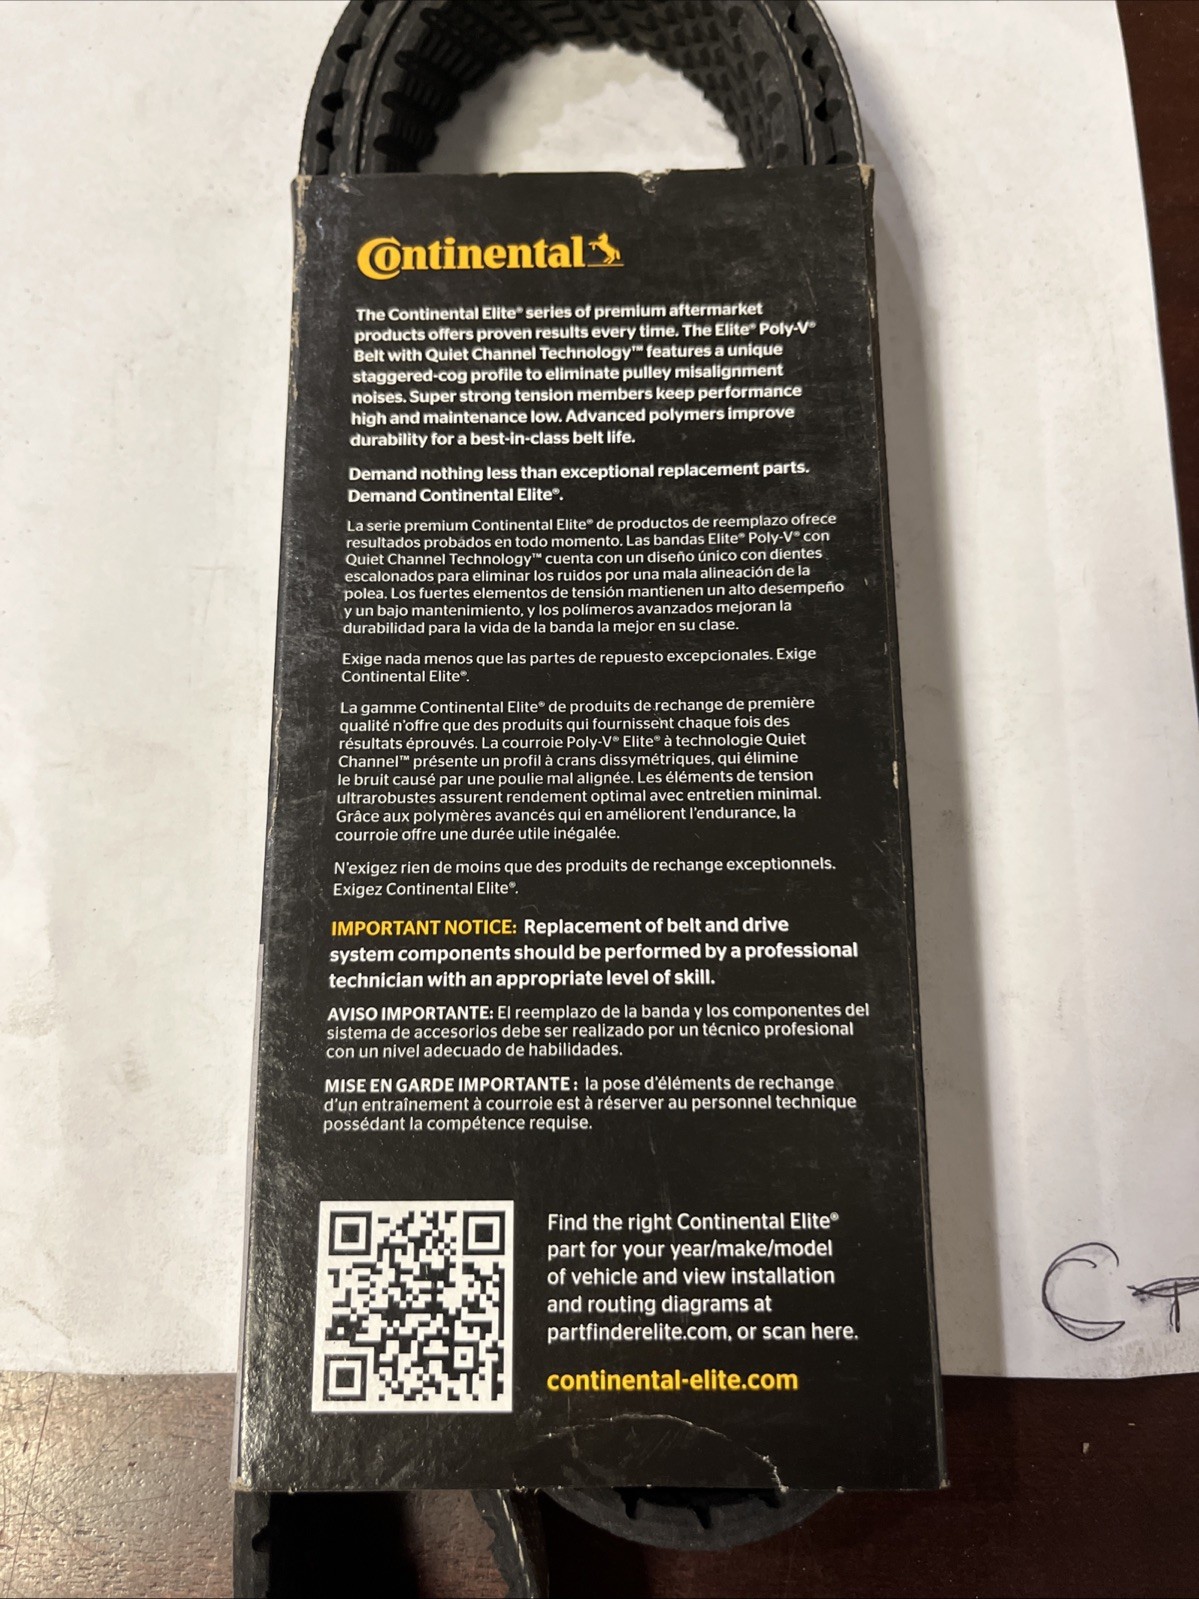 Continental
The Continental Elite® series of premium aftermarket
products offers proven results every time. The Elite® Poly-V®
Belt with Quiet Channel Technology™ features a unique
staggered-cog profile to eliminate pulley misalignment
noises. Super strong tension members keep performance
high and maintenance low. Advanced polymers improve
durability for a best-in-class belt life.
Demand nothing less than exceptional replacement parts.
Demand Continental Elite®.
La serie premium Continental Elite® de productos de reemplazo ofrece
resultados probados en todo momento. Las bandas Elite® Poly-V® con
Quiet Channel Technology™ cuenta con un diseño único con dientes
escalonados para eliminar los ruidos por una mala alineación de la
polea. Los fuertes elementos de tensión mantienen un alto desempeño
y un bajo mantenimiento, y los polímeros avanzados mejoran la
durabilidad para la vida de la banda la mejor en su clase.
Exige nada menos que las partes de repuesto excepcionales. Exige
Continental Elite®.
La gamme Continental Elite® de produits de rechange de première
qualité n'offre que des produits qui fournissent chaque fois des
résultats éprouvés. La courroie Poly-V® Elite® à technologie Quiet
Channel™ présente un profil à crans dissymétriques, qui élimine
le bruit causé par une poulie mal alignée. Les éléments de tension
ultrarobustes assurent rendement optimal avec entretien minimal.
Grâce aux polymères avancés qui en améliorent l'endurance, la
courroie offre une durée utile inégalée.
N'exigez rien de moins que des produits de rechange exceptionnels.
Exigez Continental Elite®.
IMPORTANT NOTICE: Replacement of belt and drive
system components should be performed by a professional
technician with an appropriate level of skill.
AVISO IMPORTANTE: El reemplazo de la banda y los componentes del
sistema de accesorios debe ser realizado por un técnico profesional
con un nivel adecuado de habilidades.
MISE EN GARDE IMPORTANTE : la pose d'éléments de rechange
d'un entraînement à courroie est à réserver au personnel technique
possédant la compétence requise.
Find the right Continental Elite®
part for your year/make/model
of vehicle and view installation
and routing diagrams at
partfinderelite.com, or scan here.
continental-elite.com